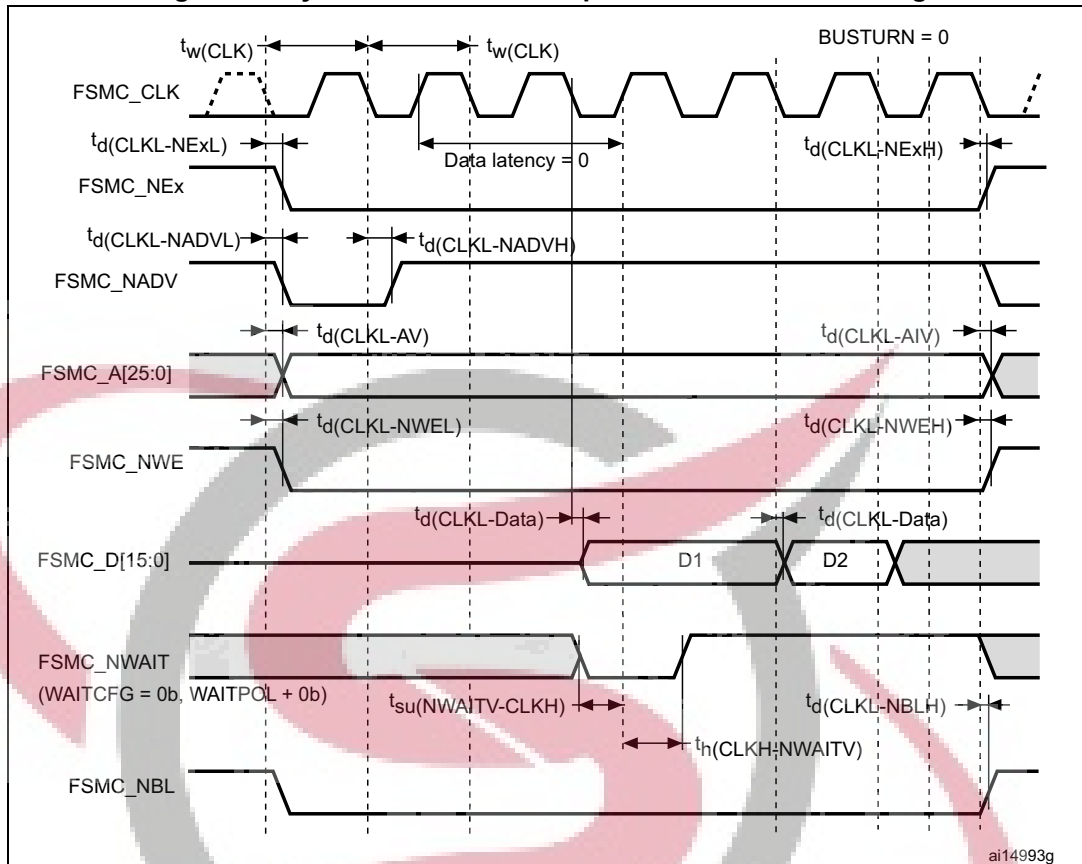 BUSTURN = 0
tw(CLK)
tw(CLK)
FSMC_CLK
td(CLKL-NExL)
Data latency = 0
td(CLKL-NExH)
FSMC_NEx
td(CLKL-NADVL)
td(CLKL-NADVH)
FSMC_NADV
td(CLKL-AV)
td(CLKL-AIV)
FSMC_A[25:0]
td(CLKL-NWEL)
td(CLKL-NWEH)
FSMC_NWE
td(CLKL-Data)
td(CLKL-Data)
FSMC_D[15:0]
D1
D2
FSMC_NWAIT
(WAITCFG = 0b, WAITPOL + 0b)
tsu(NWAITV-CLKH)
td(CLKL-NBLH)
th(CLKH-NWAITV)
FSMC_NBL
ai14993g